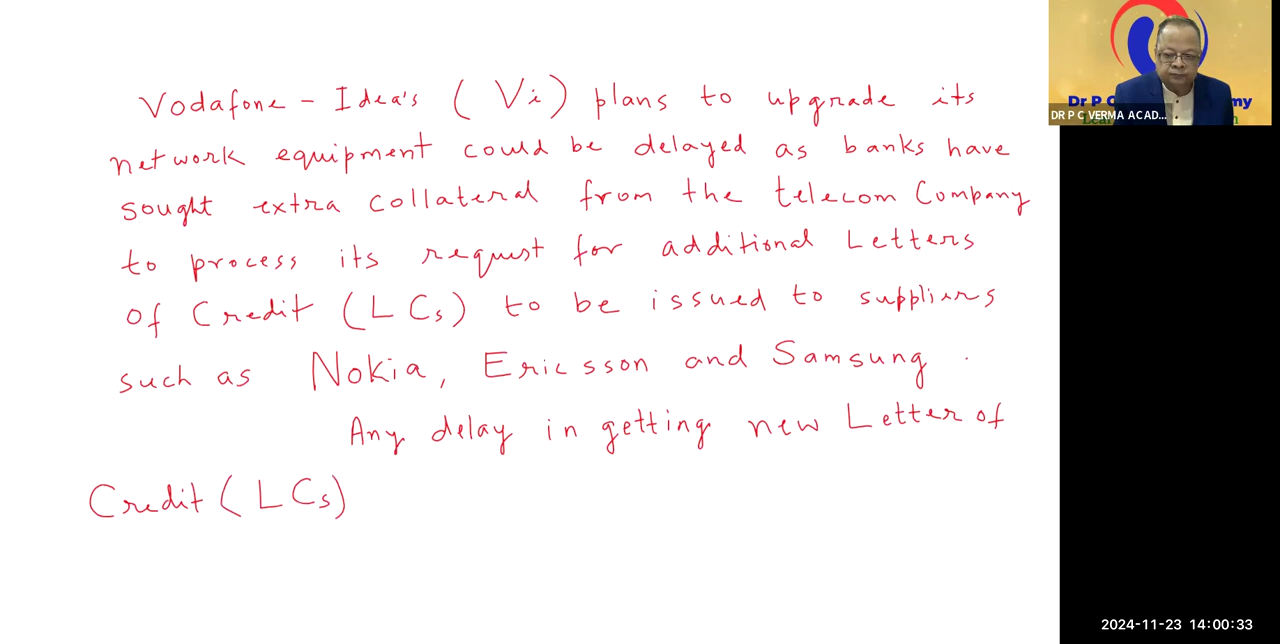 Vodafone - Idea's (Vi) plans to upgrade its
network equipment could be delayed as banks have
sought extra collateral from the telecom Company
to process its request for additional Letters
of Credit (LCs) to be issued to suppliers
such as Nokia, Ericsson and Samsung.
Any delay in getting new Letter of
Credit (LCs)
Dr P C my
DR P C VERMA ACAD...
2024-11-23 14:00:33